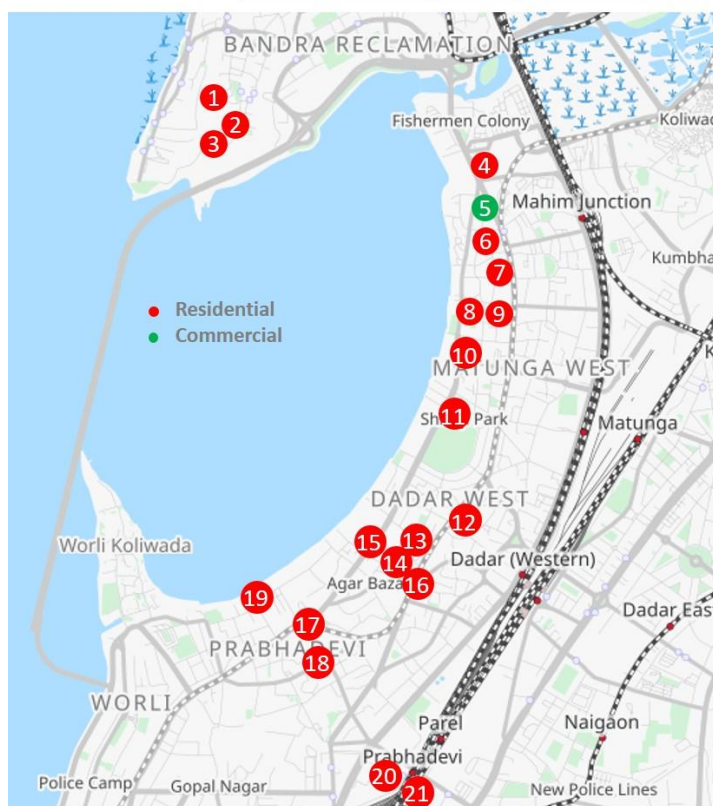 BANDRA RECLAMATION
1
2
3
Fishermen Colony
Koliwad
4
5
Mahim Junction
6
7
Kumbha
Residential
Commercial
8
9
10
MATUNGA WEST
K
11
Park
Matunga
DADAR WEST
12
13
15
14
Worli Koliwada
Dadar (Western)
Agar Baza
16
19
Dadar East
17
PRABHADEVI
18
WORLI
Parel
Naigaon
Prabhadevi
20
Police Camp
Gopal Nagar
21
New Police Lines